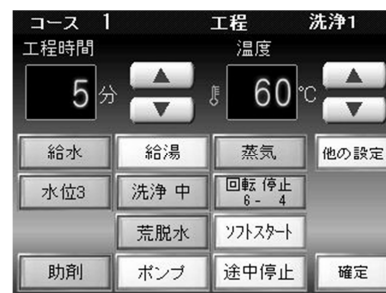 コース 1 工程 洗浄1
工程時間 温度
5分 60℃
給水 給湯 蒸気 他の設定
水位3 洗浄 中 回転 停止
6- 4
荒脱水 ソフトスタート
助剤 ポンプ 途中停止 確定